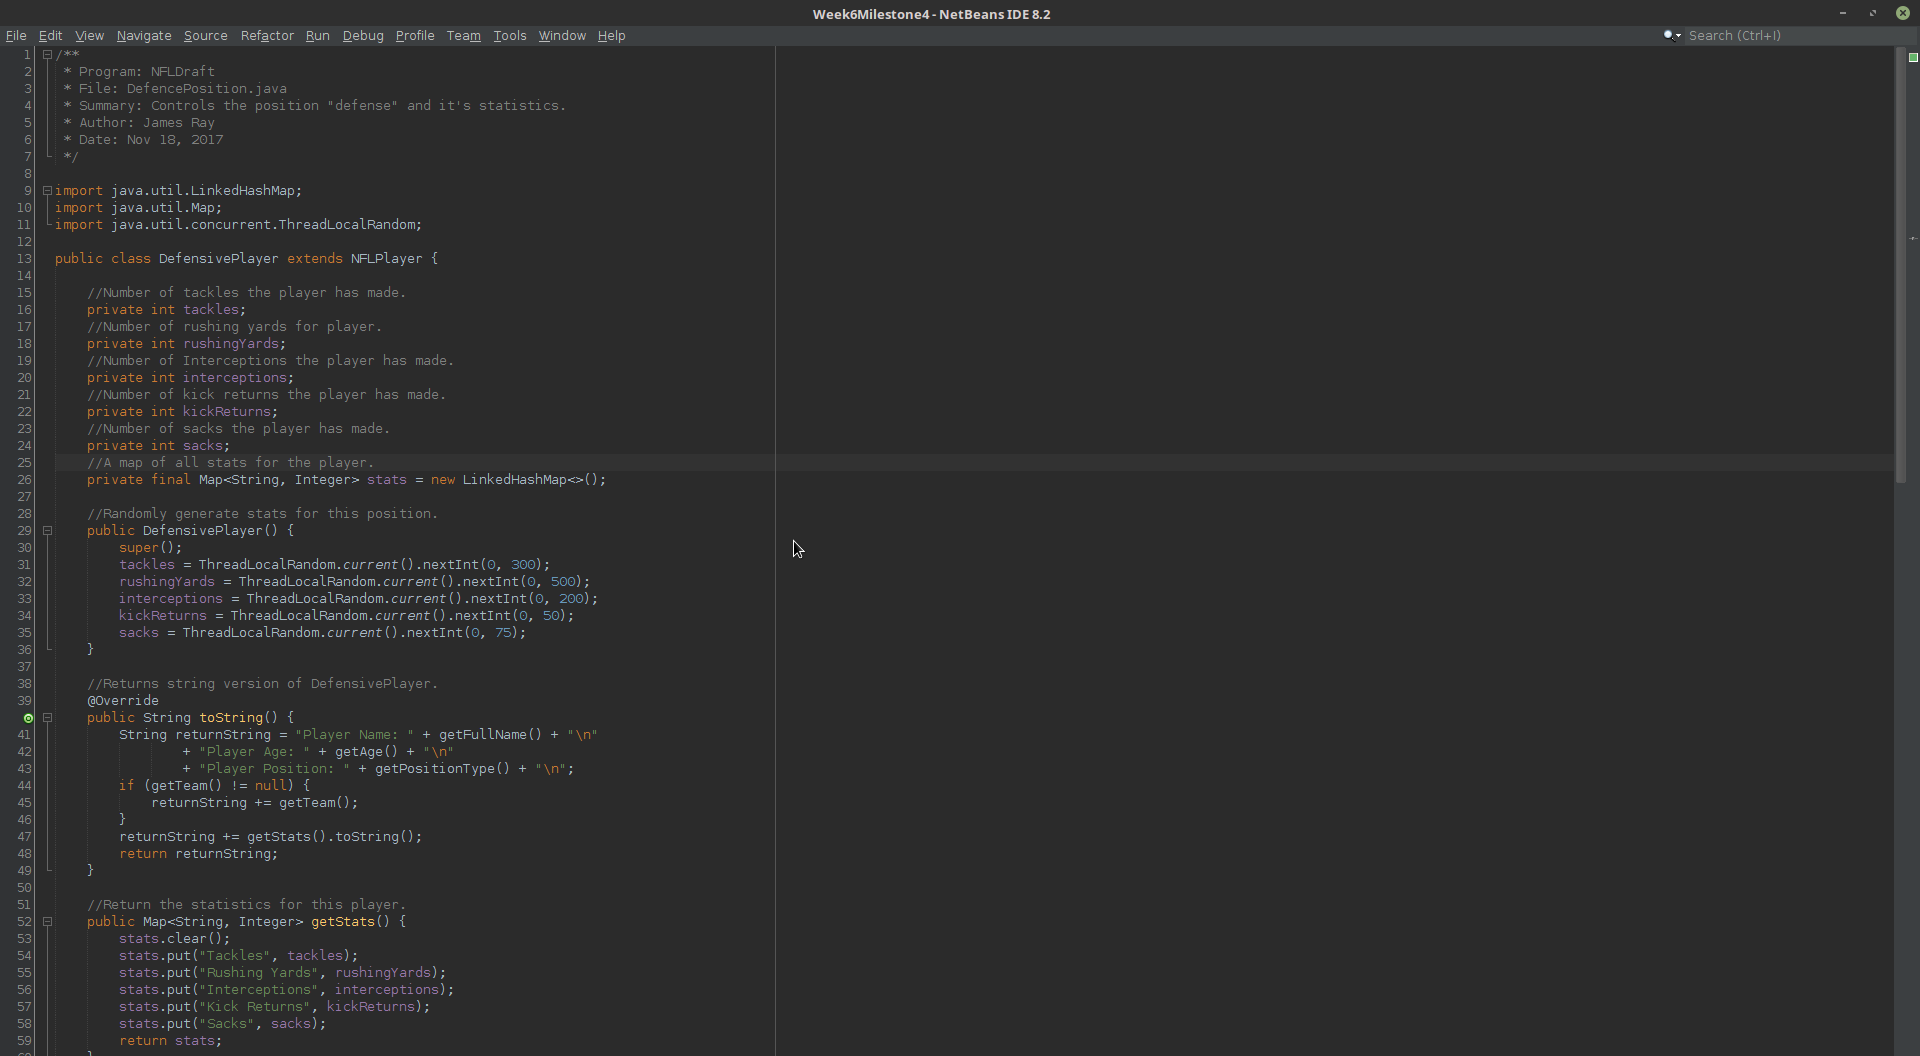 Week6Milestone4 - NetBeans IDE 8.2
File Edit View Navigate Source Refactor Run Debug Profile Team Tools Window Help Search (Ctrl+I)
1 /**
2 * Program: NFLDraft
3 * File: DefencePosition.java
4 * Summary: Controls the position "defense" and it's statistics.
5 * Author: James Ray
6 * Date: Nov 18, 2017
7 */
8
9 import java.util.LinkedHashMap;
10 import java.util.Map;
11 import java.util.concurrent.ThreadLocalRandom;
12
13 public class DefensivePlayer extends NFLPlayer {
14
15 //Number of tackles the player has made.
16 private int tackles;
17 //Number of rushing yards for player.
18 private int rushingYards;
19 //Number of Interceptions the player has made.
20 private int interceptions;
21 //Number of kick returns the player has made.
22 private int kickReturns;
23 //Number of sacks the player has made.
24 private int sacks;
25 //A map of all stats for the player.
26 private final Map<String, Integer> stats = new LinkedHashMap<>();
27
28 //Randomly generate stats for this position.
29 public DefensivePlayer() {
30 super();
31 tackles = ThreadLocalRandom.current().nextInt(0, 300);
32 rushingYards = ThreadLocalRandom.current().nextInt(0, 500);
33 interceptions = ThreadLocalRandom.current().nextInt(0, 200);
34 kickReturns = ThreadLocalRandom.current().nextInt(0, 50);
35 sacks = ThreadLocalRandom.current().nextInt(0, 75);
36 }
37
38 //Returns string version of DefensivePlayer.
39 @Override
public String toString() {
41 String returnString = "Player Name: " + getFullName() + "\n"
42 + "Player Age: " + getAge() + "\n"
43 + "Player Position: " + getPositionType() + "\n";
44 if (getTeam() != null) {
45 returnString += getTeam();
46 }
47 returnString += getStats().toString();
48 return returnString;
49 }
50
51 //Return the statistics for this player.
52 public Map<String, Integer> getStats() {
53 stats.clear();
54 stats.put("Tackles", tackles);
55 stats.put("Rushing Yards", rushingYards);
56 stats.put("Interceptions", interceptions);
57 stats.put("Kick Returns", kickReturns);
58 stats.put("Sacks", sacks);
59 return stats;